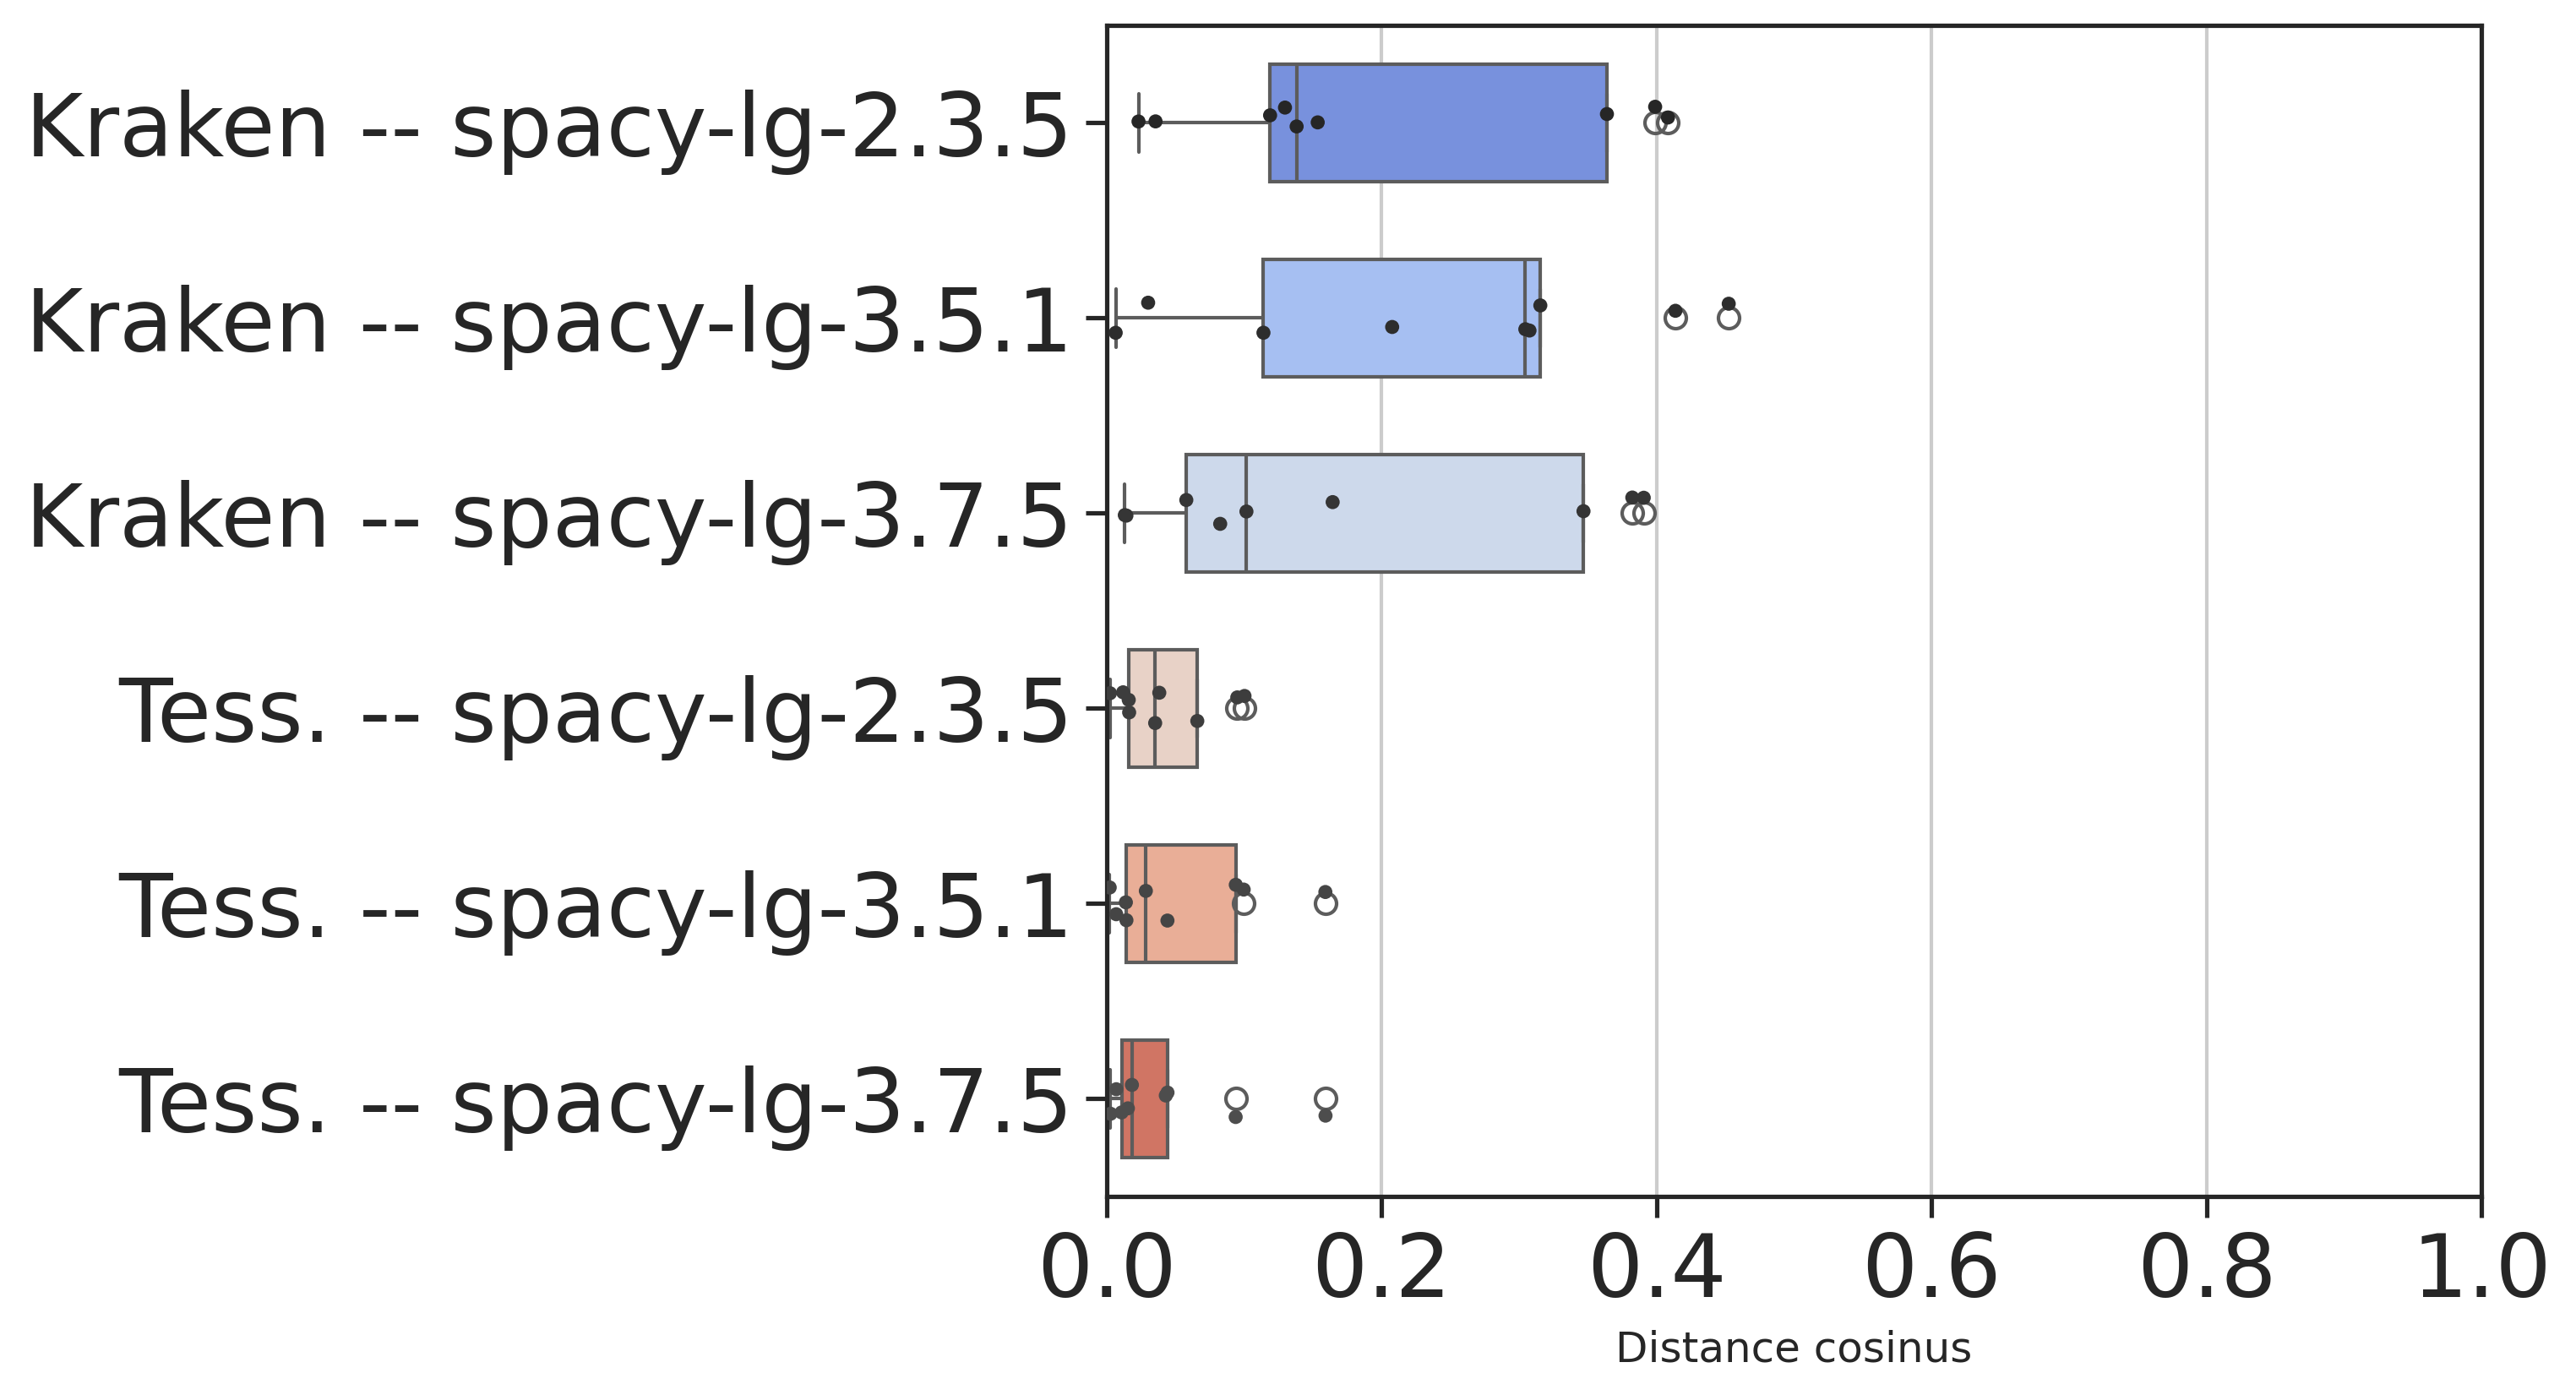 Kraken -- spacy-lg-2.3.5
Kraken -- spacy-lg-3.5.1
Kraken -- spacy-lg-3.7.5
Tess. -- spacy-lg-2.3.5
Tess. -- spacy-lg-3.5.1
Tess. -- spacy-lg-3.7.5
0.0 0.2 0.4 0.6 0.8 1.0
Distance cosinus